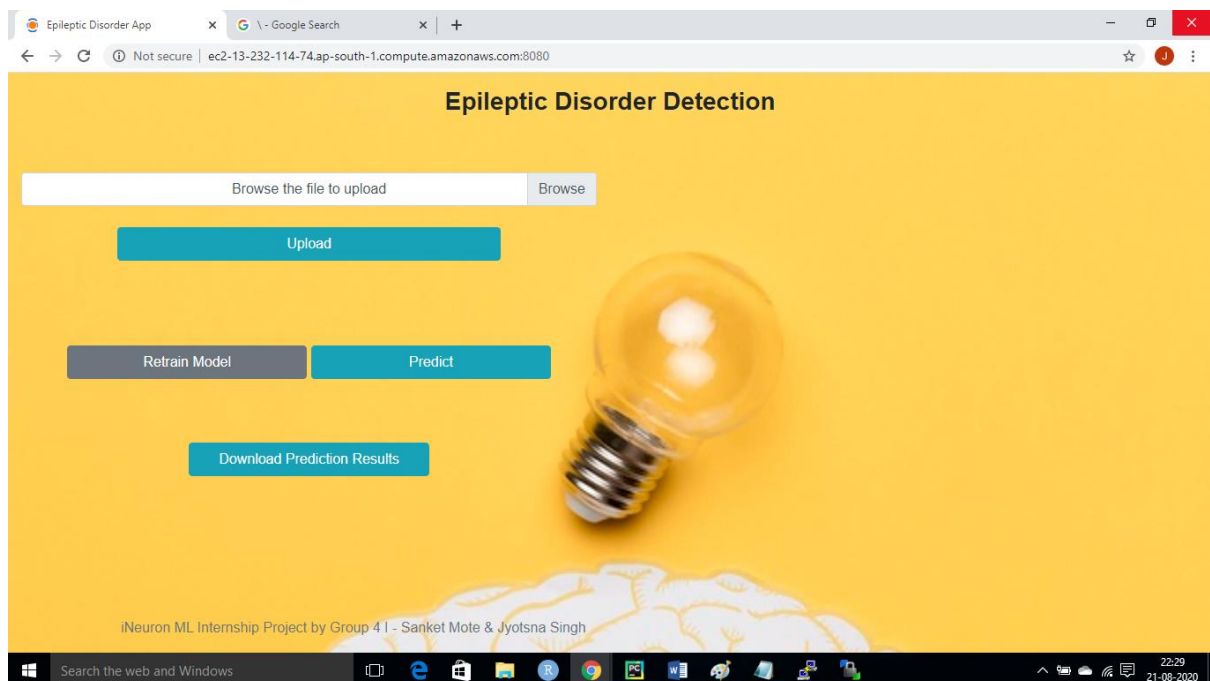 Epileptic Disorder App
\ - Google Search
Not secure | ec2-13-232-114-74.ap-south-1.compute.amazonaws.com:8080
J
Epileptic Disorder Detection
Browse the file to upload Browse
Upload
Retrain Model Predict
Download Prediction Results
iNeuron ML Internship Project by Group 4 I - Sanket Mote & Jyotsna Singh
Search the web and Windows
22:29
21-08-2020